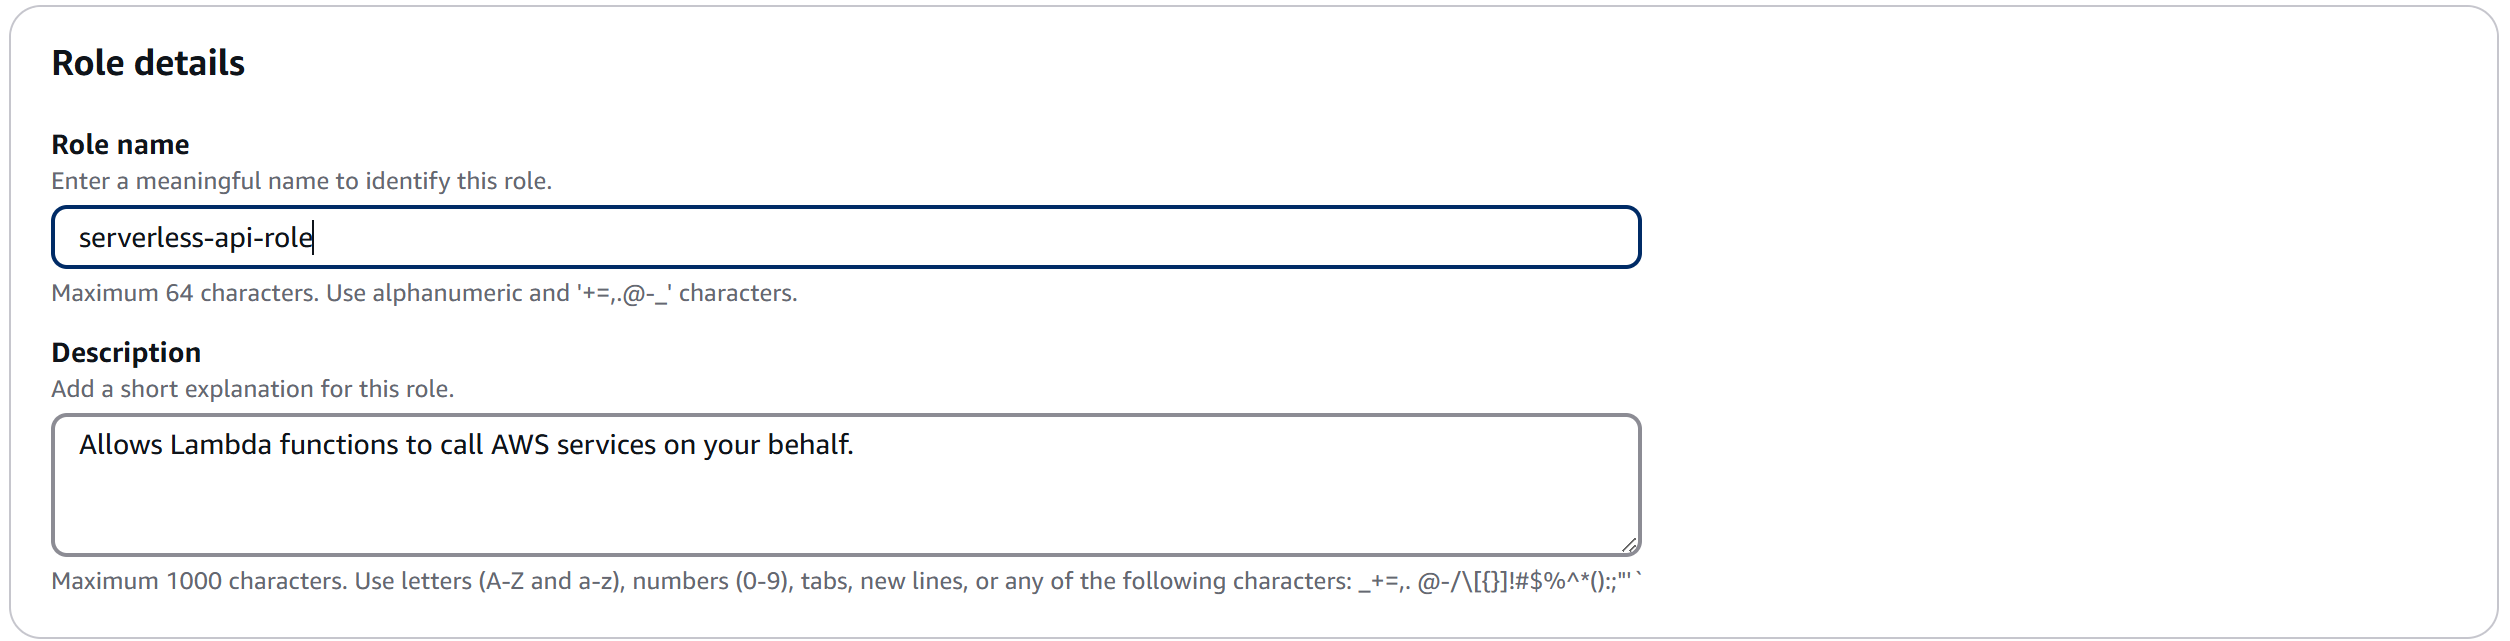 Role details
Role name
Enter a meaningful name to identify this role.
serverless-api-role
Maximum 64 characters. Use alphanumeric and '+=,.@-_' characters.
Description
Add a short explanation for this role.
Allows Lambda functions to call AWS services on your behalf.
Maximum 1000 characters. Use letters (A-Z and a-z), numbers (0-9), tabs, new lines, or any of the following characters: _+=,. @-/\[{}]!#$%^*();:"'`